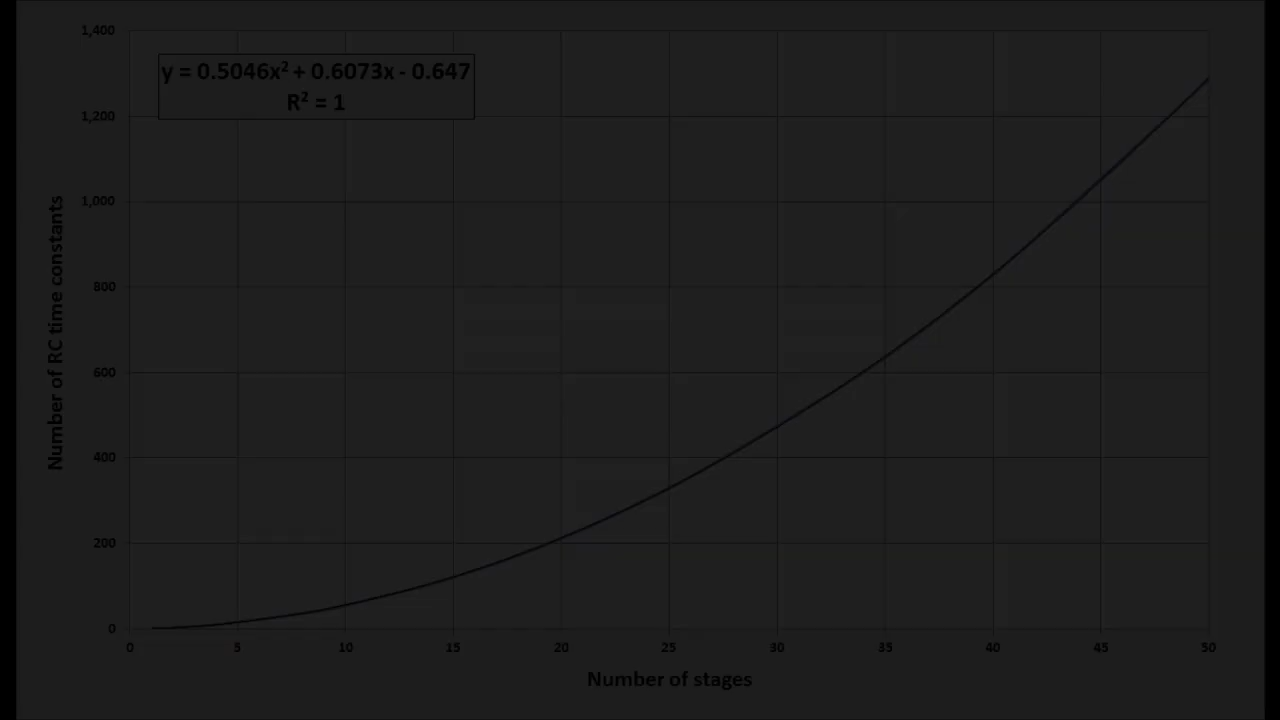 1,400
y = 0.5046x² + 0.6073x - 0.647
R² = 1
1,200
1,000
800
600
400
200
0
Number of RC time constants
0 5 10 15 20 25 30 35 40 45 50
Number of stages